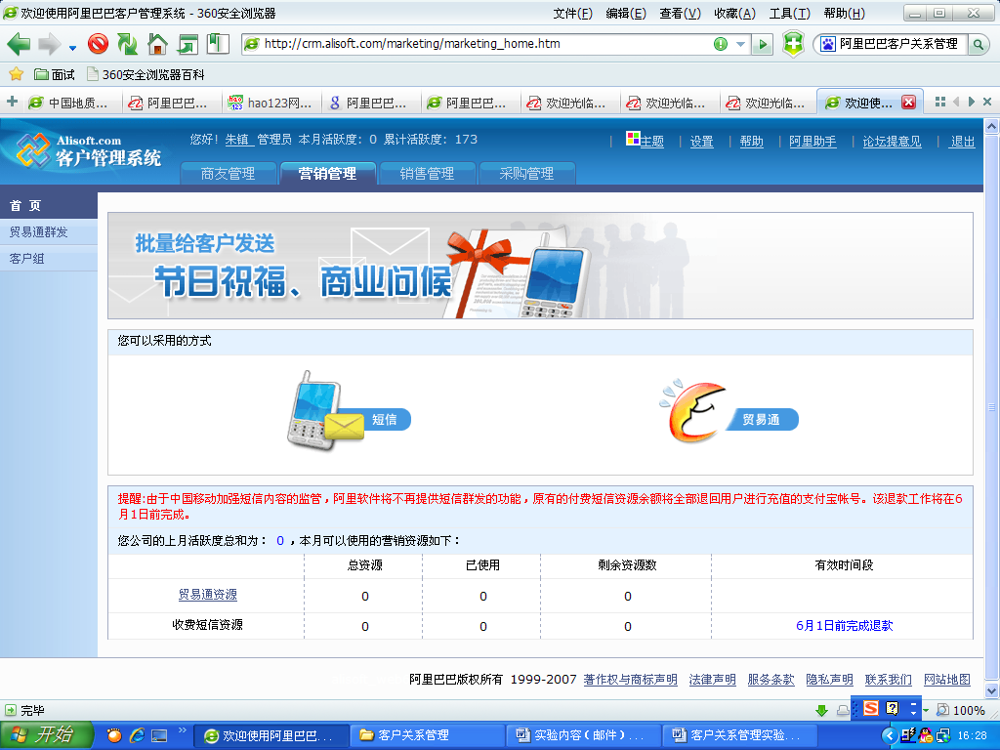 欢迎使用阿里巴巴客户管理系统 - 360安全浏览器
文件(F) 编辑(E) 查看(V) 收藏(A) 工具(T) 帮助(H)
http://crm.alisoft.com/marketing/marketing_home.htm
阿里巴巴客户关系管理
面试 360安全浏览器百科
中国地质... 阿里巴巴... hao123网... 阿里巴巴... 阿里巴巴... 欢迎光临... 欢迎光临... 欢迎光临... 欢迎使...
Alisoft.com
客户管理系统
您好！朱镇 管理员 本月活跃度：0 累计活跃度：173
主题 | 设置 | 帮助 | 阿里助手 | 论坛提意见 | 退出
商友管理 营销管理 销售管理 采购管理
首 页
贸易通群发
客户组
批量给客户发送
节日祝福、商业问候
您可以采用的方式
短信
贸易通
提醒:由于中国移动加强短信内容的监管，阿里软件将不再提供短信群发的功能，原有的付费短信资源余额将全部退回用户进行充值的支付宝帐号。该退款工作将在6
月1日前完成。
您公司的上月活跃度总和为： 0 ，本月可以使用的营销资源如下：
总资源 已使用 剩余资源数 有效时间段
贸易通资源 0 0 0
收费短信资源 0 0 0 6月1日前完成退款
阿里巴巴版权所有 1999-2007 著作权与商标声明 法律声明 服务条款 隐私声明 联系我们 网站地图
完毕
100%
开始
欢迎使用阿里巴巴... 客户关系管理 实验内容（邮件）... 客户关系管理实验...
16:28